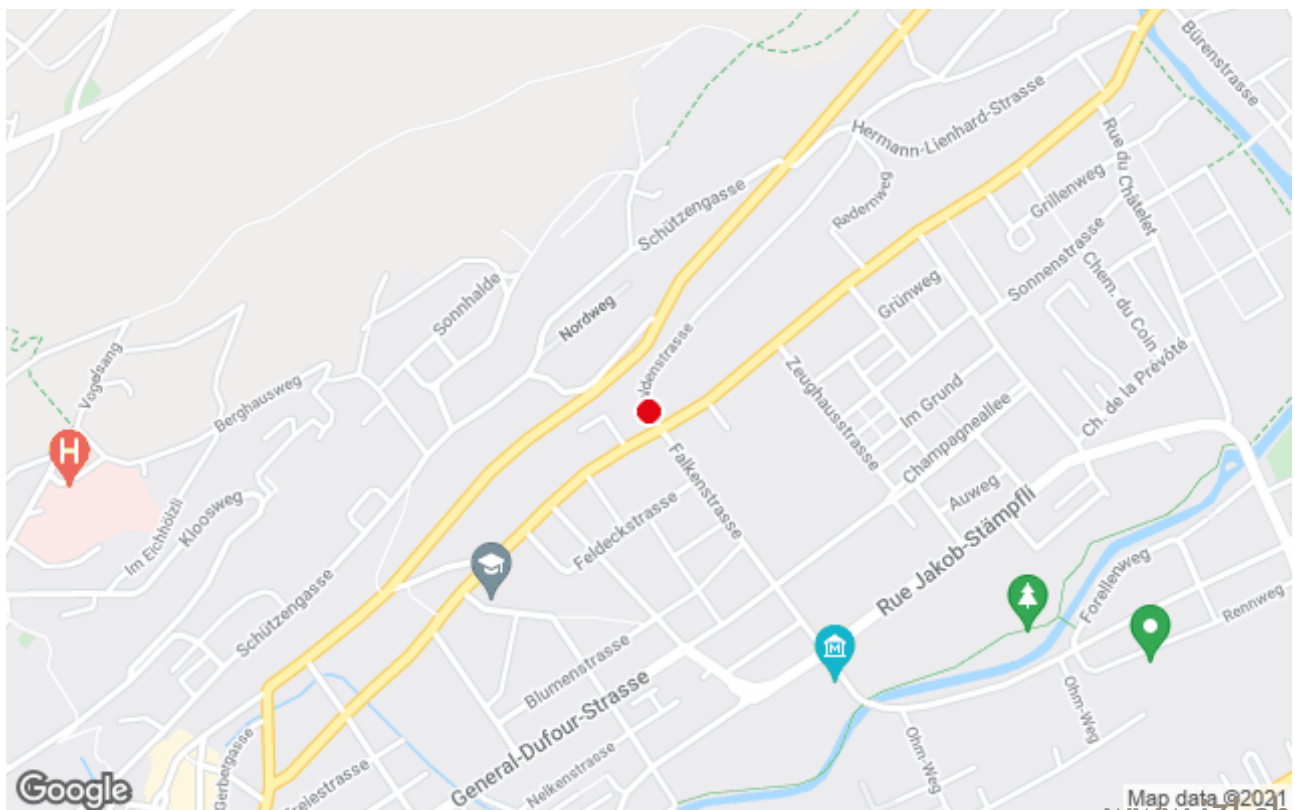 Bürenstrasse
Hermann-Lienhard-Strasse
Rue du Châtelet
Schützengasse
Redernweg
Grillenweg
Sonnenstrasse
Chem. du Coin
Sonnhalde
Nordweg
Grünweg
Ch. de la Prévôté
Vogelsang
Berghausweg
Zeughausstrasse
Im Grund
Champagneallee
H
Falkenstrasse
Auweg
Im Eichhölzli
Kloosweg
Feldeckstrasse
Rue Jakob-Stämpfli
Schützengasse
Forellenweg
Rennweg
Blumenstrasse
M
General-Dufour-Strasse
Ohm-Weg
Ohm-Weg
Gerbergasse
Nelkenstrasse
Google
Map data ©2021